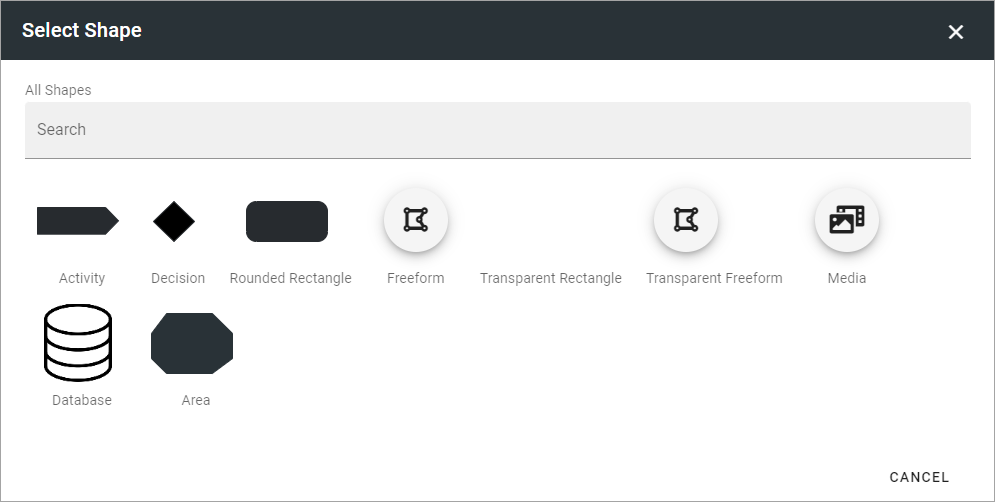 Select Shape
All Shapes
Search
Activity
Decision
Rounded Rectangle
Freeform
Transparent Rectangle
Transparent Freeform
Media
Database
Area
CANCEL